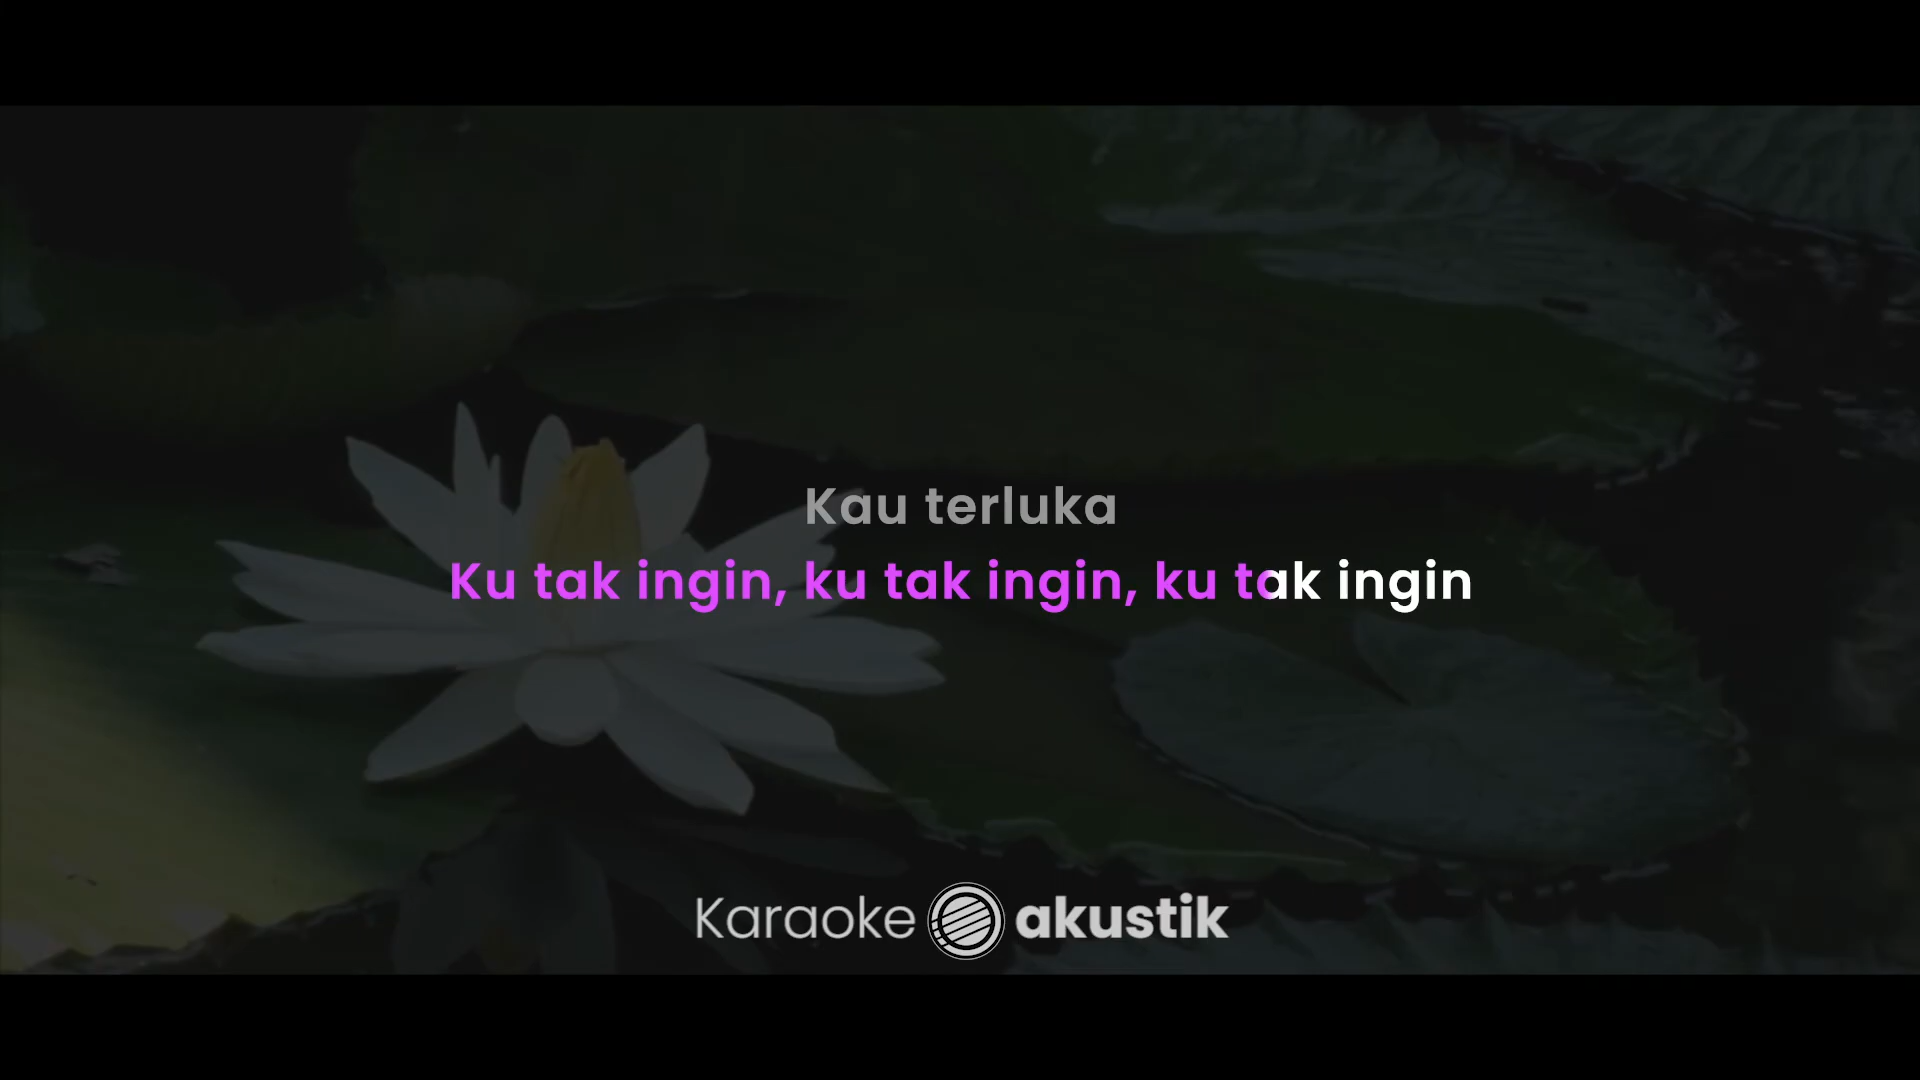 Kau terluka
Ku tak ingin, ku tak ingin, ku tak ingin
Karaoke akustik